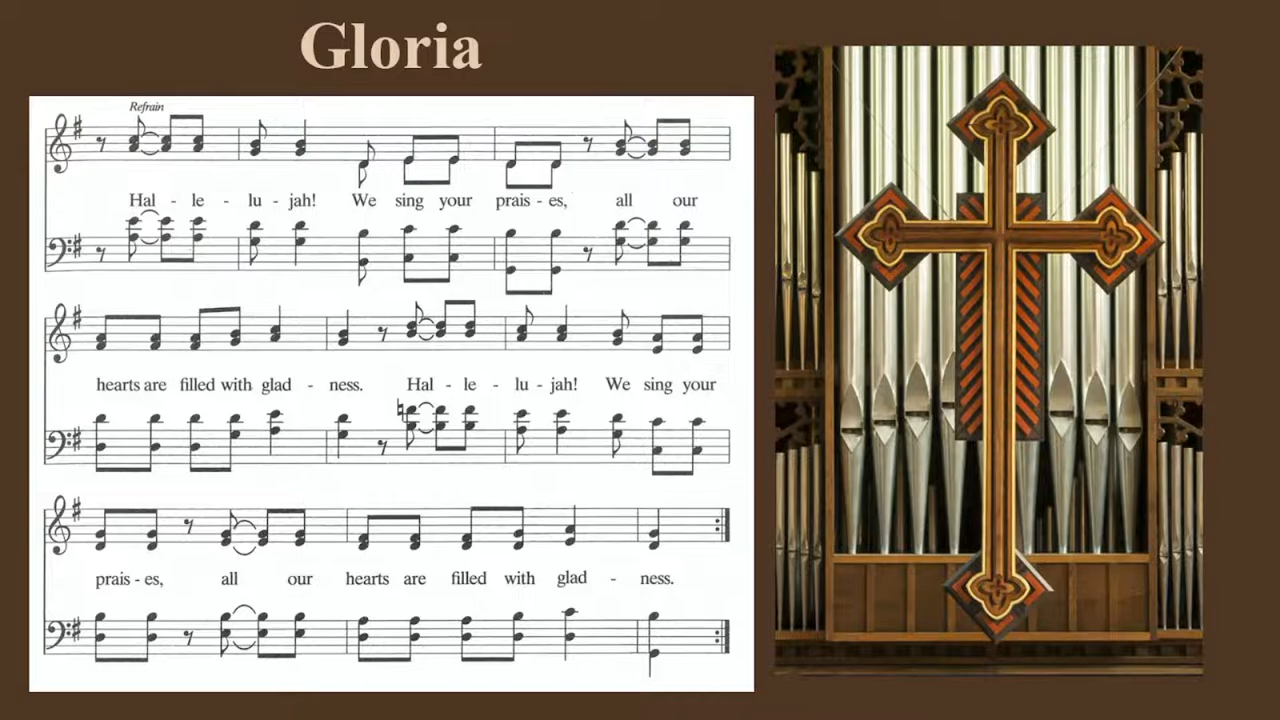 Gloria
Refrain
Hal - le - lu - jah! We sing your prais - es, all our
hearts are filled with glad - ness. Hal - le - lu - jah! We sing your
prais - es, all our hearts are filled with glad - ness.